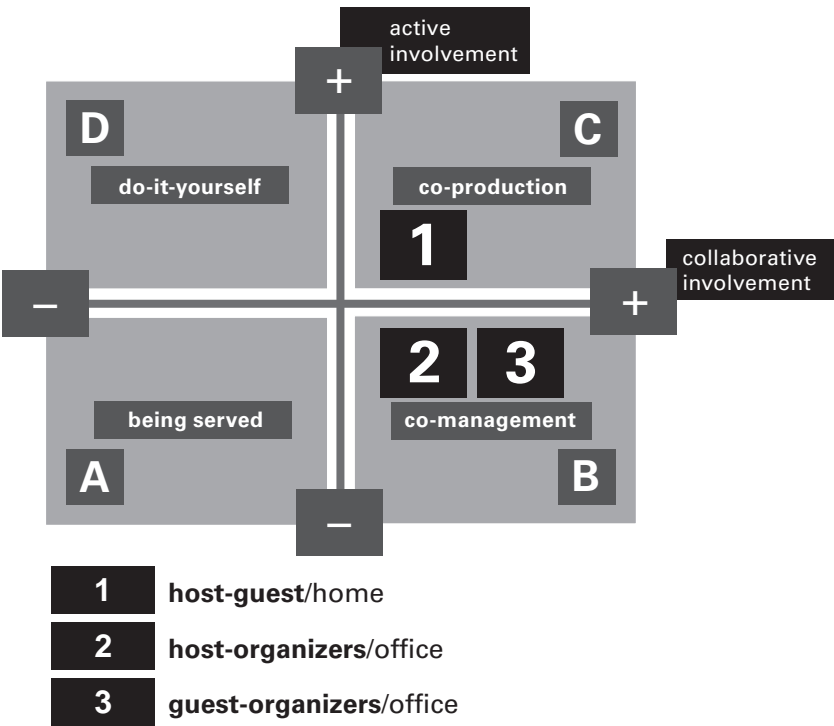 active
involvement
+
D
C
do-it-yourself
co-production
1
collaborative
involvement
–
+
2 3
being served
co-management
A
B
–
1 host-guest/home
2 host-organizers/office
3 guest-organizers/office